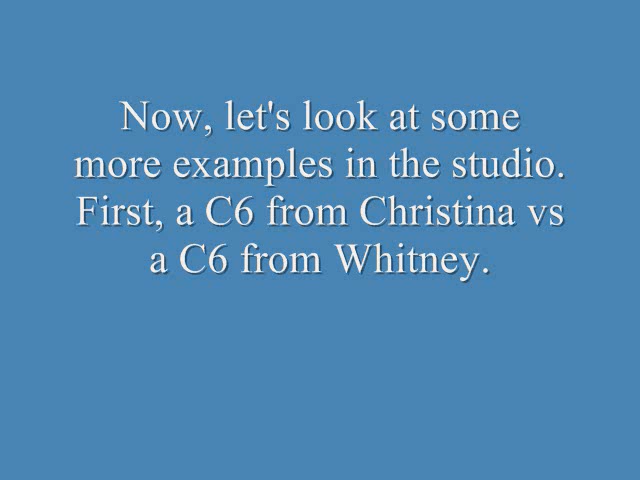 Now, let's look at some
more examples in the studio.
First, a C6 from Christina vs
a C6 from Whitney.